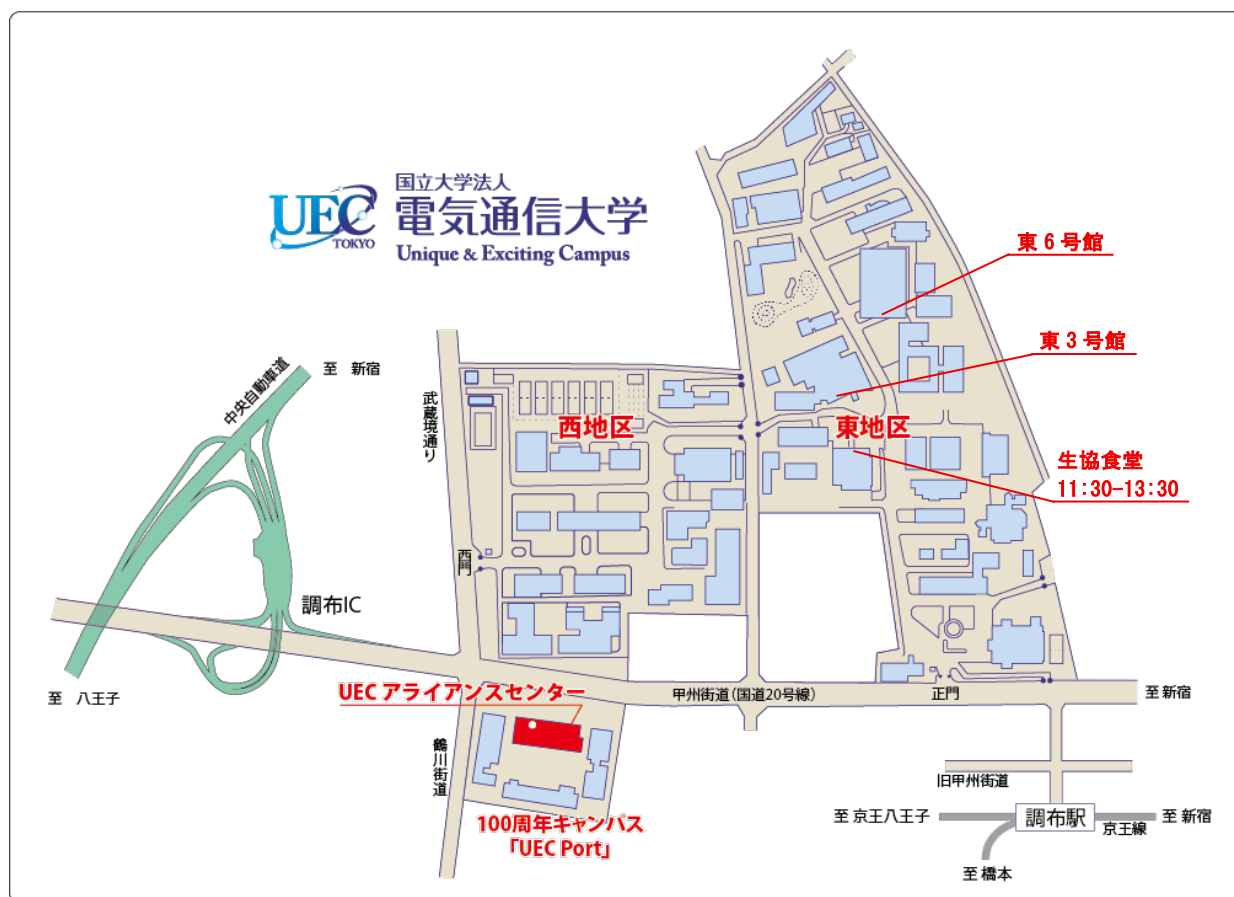 国立大学法人
UEC
TOKYO
電気通信大学
Unique & Exciting Campus
東6号館
東3号館
至 新宿
中央自動車道
武蔵境通り
西地区
東地区
生協食堂
11:30-13:30
西門
調布IC
至 八王子
UEC アライアンスセンター
甲州街道(国道20号線)
正門
至 新宿
鶴川街道
旧甲州街道
100周年キャンパス
「UEC Port」
至 京王八王子
調布駅
京王線
至 新宿
至 橋本